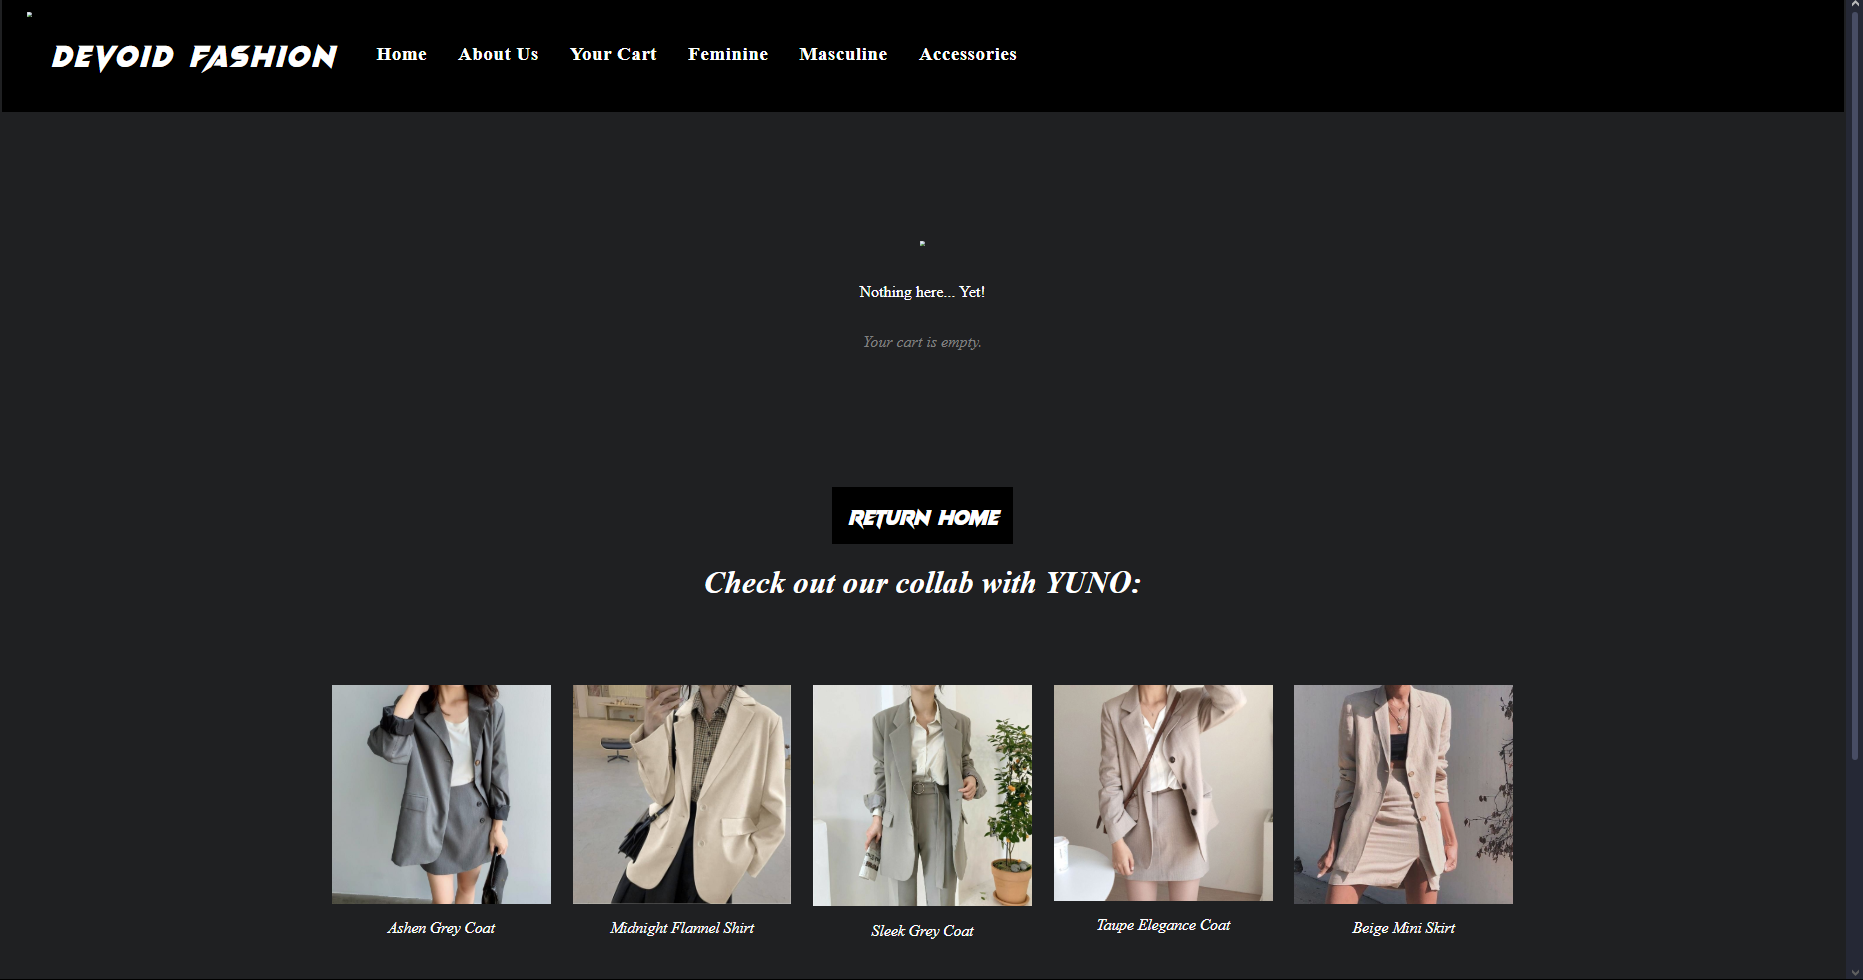 DEVOID FASHION
Home About Us Your Cart Feminine Masculine Accessories
Nothing here... Yet!
Your cart is empty.
RETURN HOME
Check out our collab with YUNO:
Ashen Grey Coat
Midnight Flannel Shirt
Sleek Grey Coat
Taupe Elegance Coat
Beige Mini Skirt